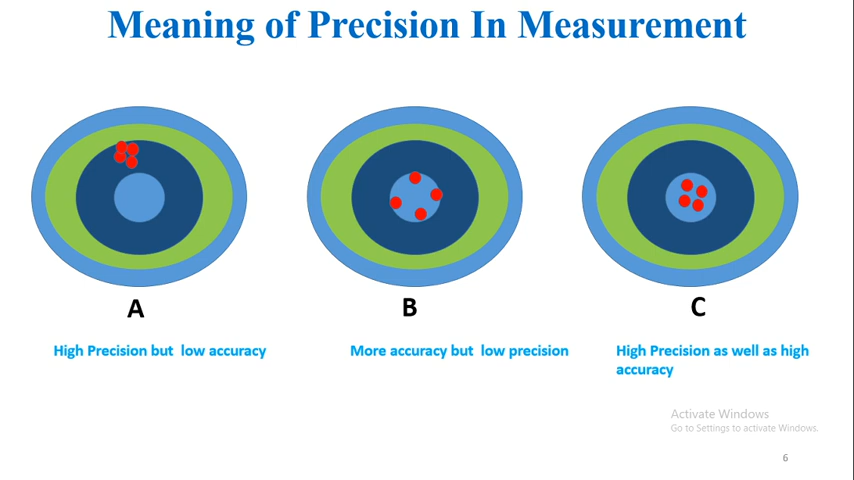 Meaning of Precision In Measurement
A
B
C
High Precision but low accuracy
More accuracy but low precision
High Precision as well as high
accuracy
Activate Windows
Go to Settings to activate Windows.
6